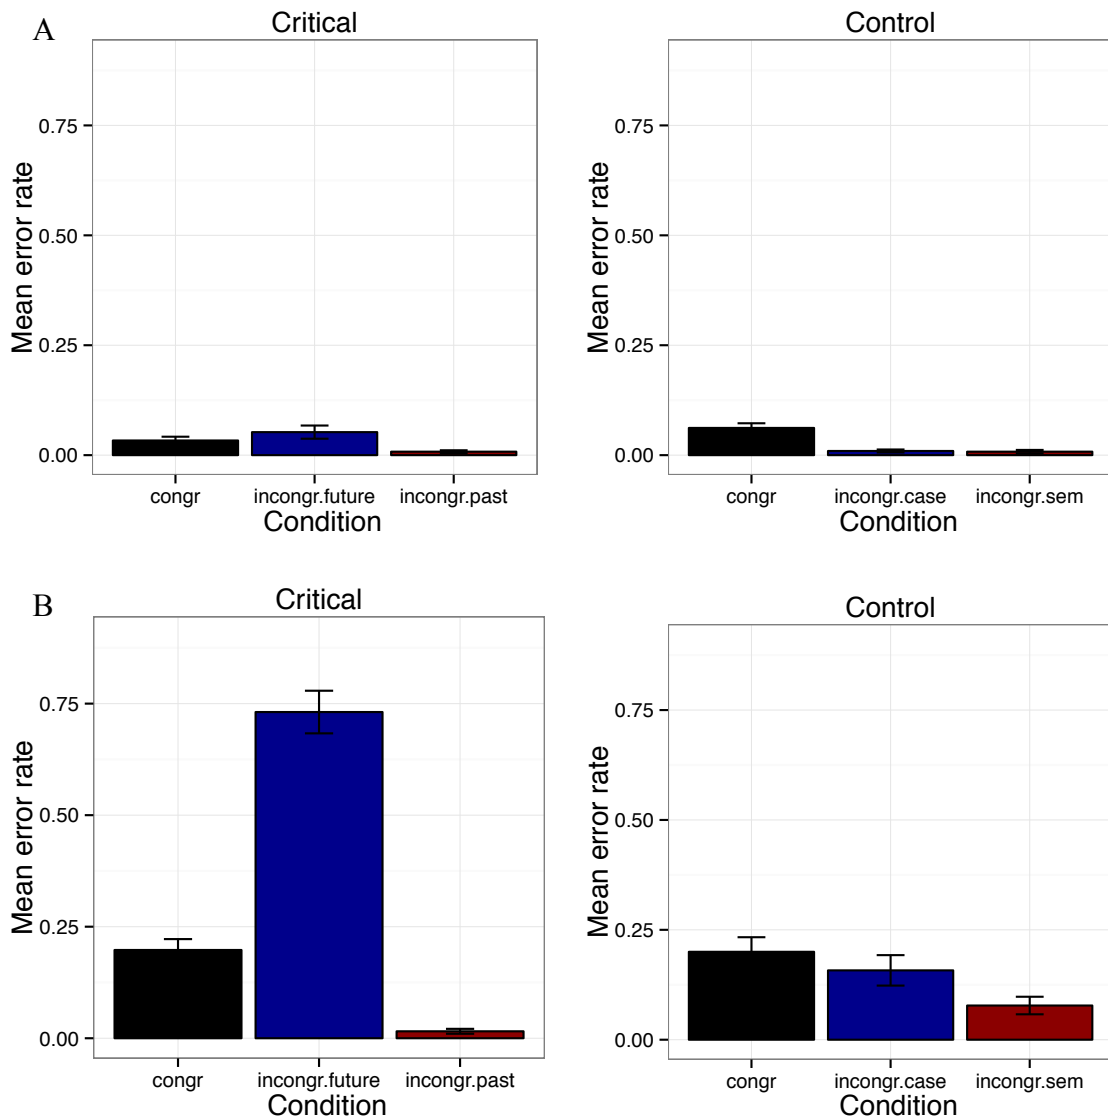 A
Critical
Mean error rate
0.75
0.50
0.25
0.00
congr incongr.future incongr.past
Condition
Control
Mean error rate
0.75
0.50
0.25
0.00
congr incongr.case incongr.sem
Condition
B
Critical
Mean error rate
0.75
0.50
0.25
0.00
congr incongr.future incongr.past
Condition
Control
Mean error rate
0.75
0.50
0.25
0.00
congr incongr.case incongr.sem
Condition